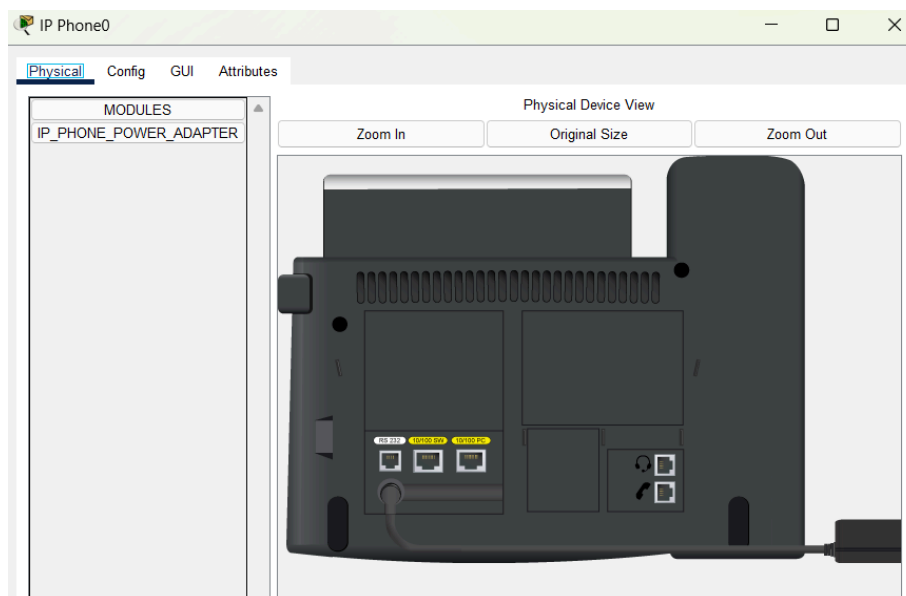 IP Phone0
Physical Config GUI Attributes
MODULES
IP_PHONE_POWER_ADAPTER
Physical Device View
Zoom In Original Size Zoom Out
RS 232 10/100 SW 10/100 PC